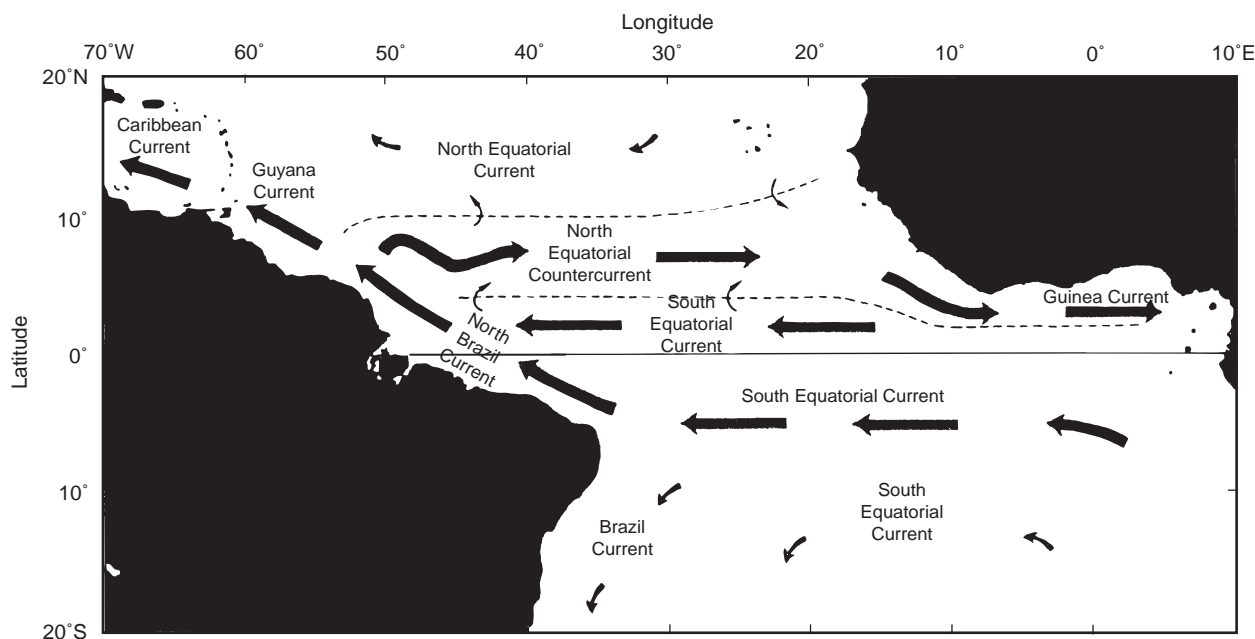 Longitude
70˚W 60˚ 50˚ 40˚ 30˚ 20˚ 10˚ 0˚ 10˚E
20˚N
Caribbean
Current
North Equatorial
Current
Guyana
Current
10˚
North
Equatorial
Countercurrent
Guinea Current
South
Equatorial
Current
North
Brazil
Current
0˚
Latitude
South Equatorial Current
10˚
South
Equatorial
Current
Brazil
Current
20˚S